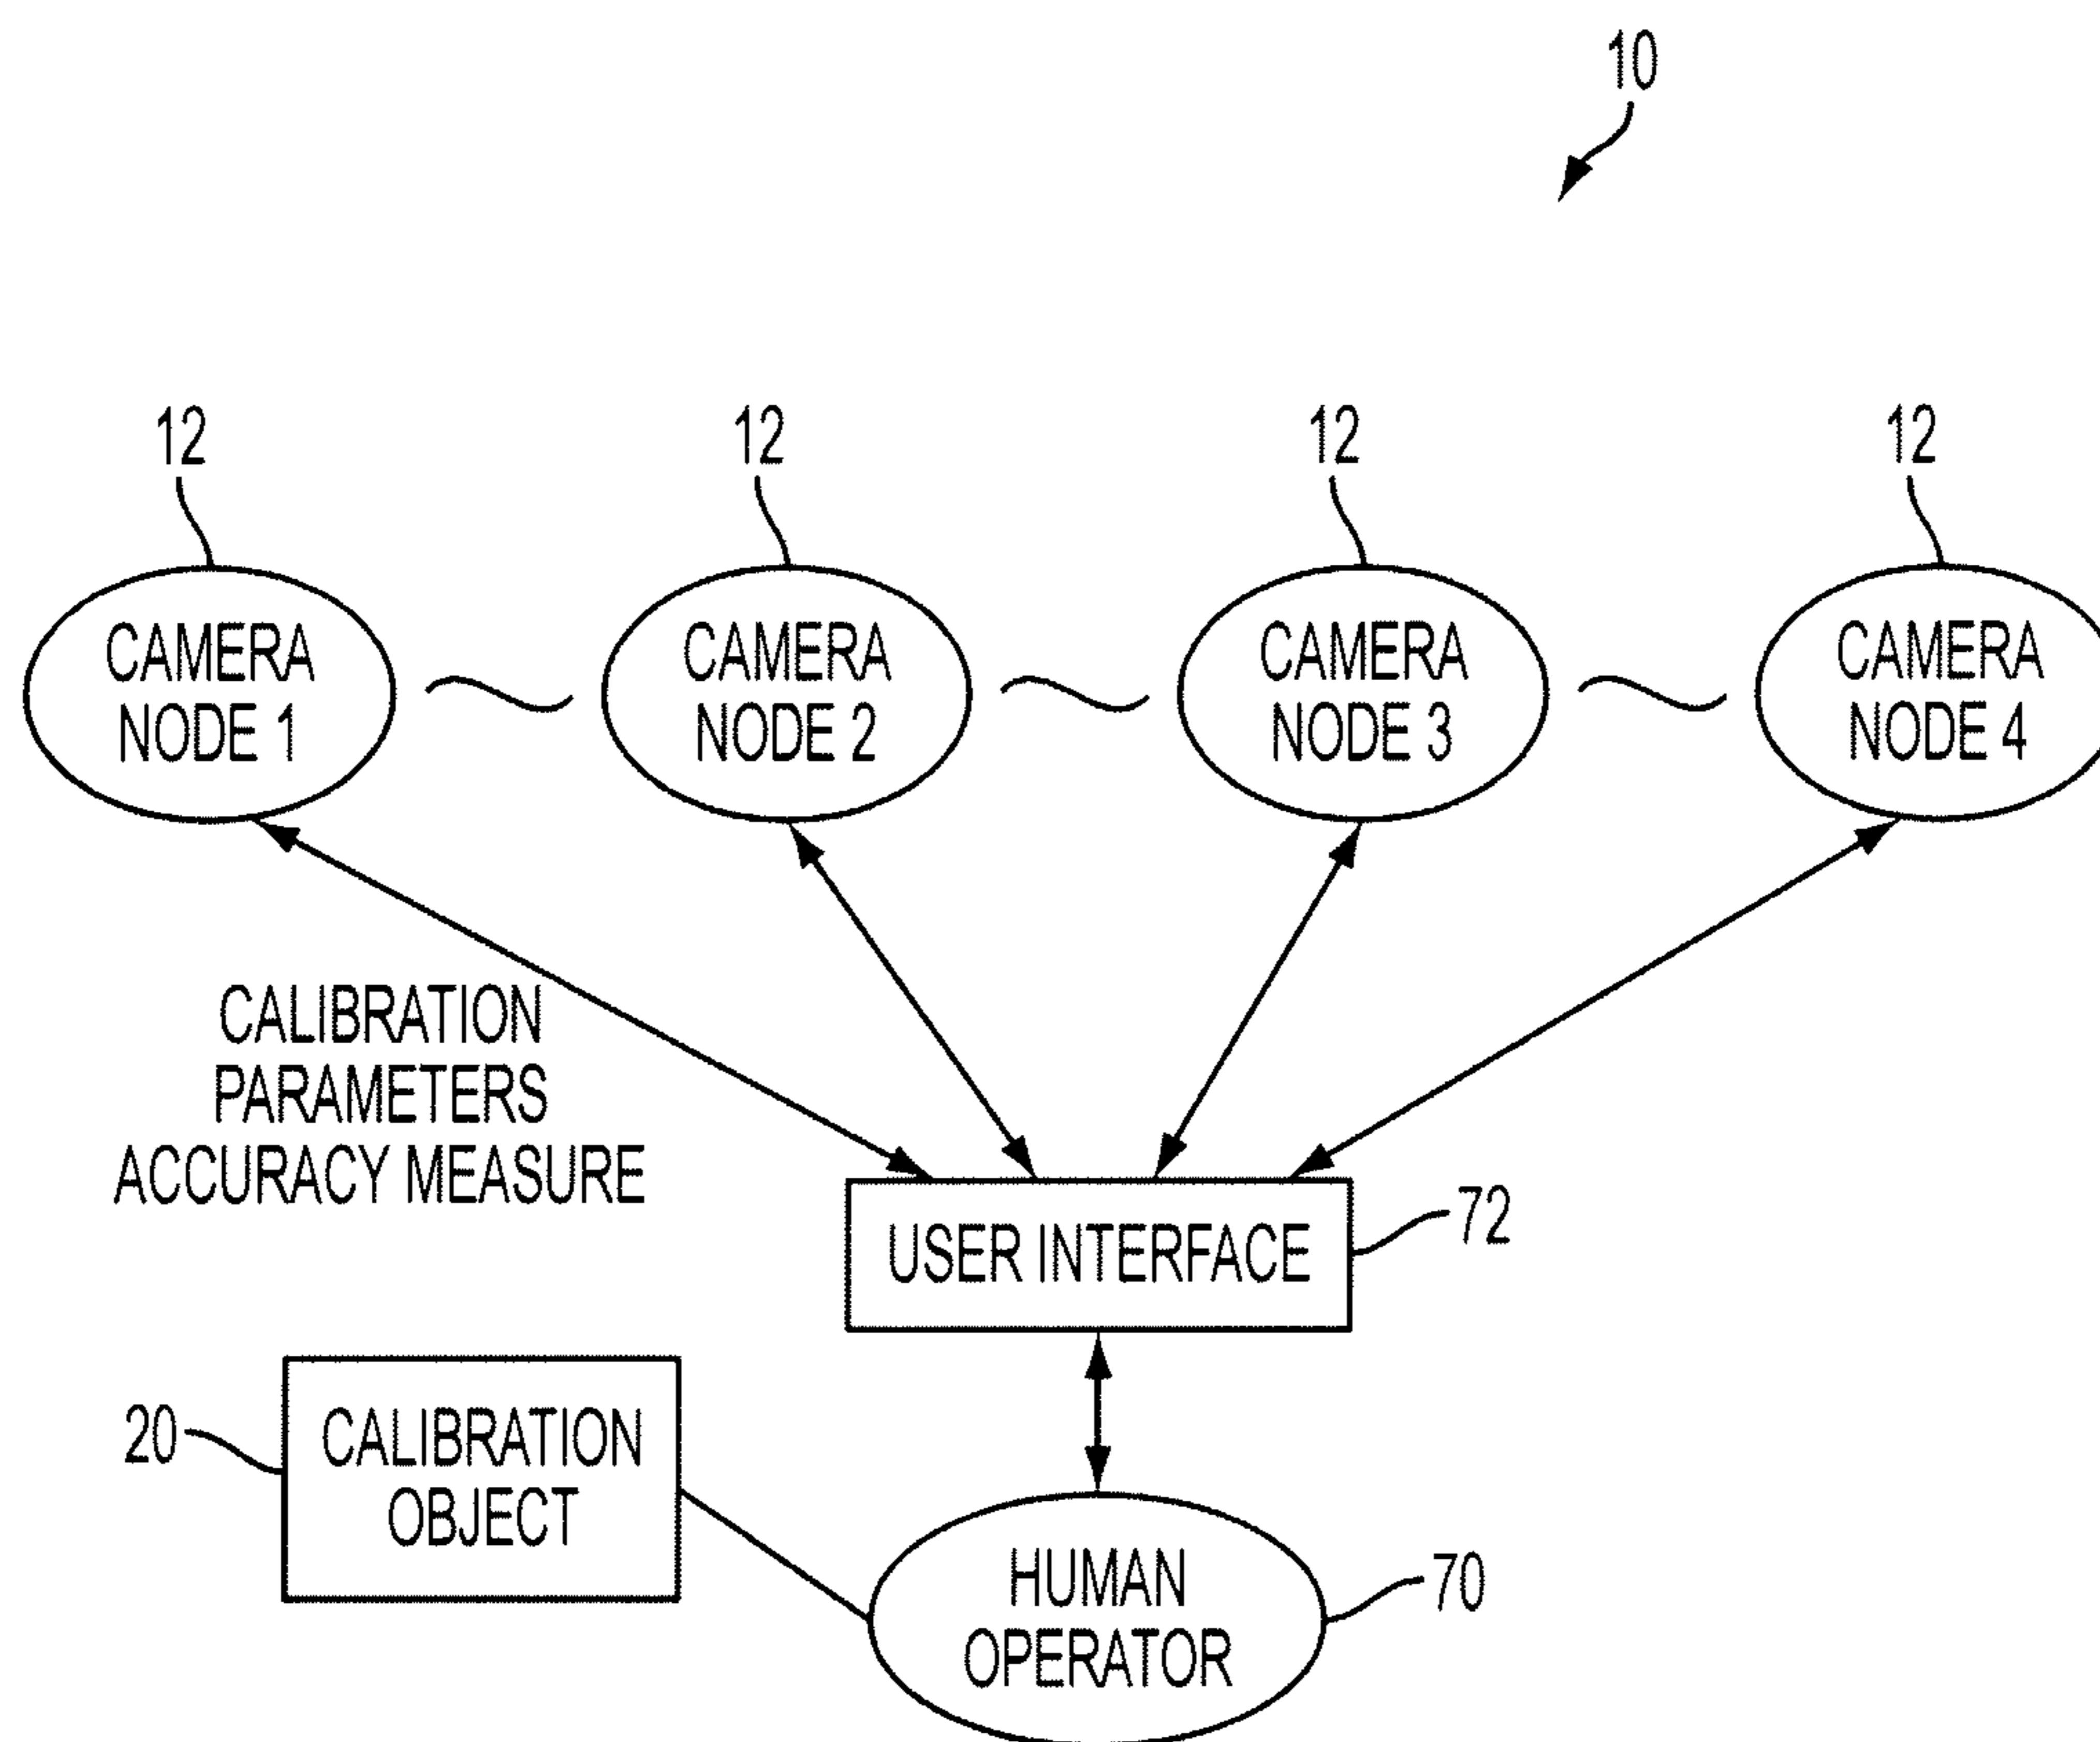 10
12
12
12
12
CAMERA
NODE 1
CAMERA
NODE 2
CAMERA
NODE 3
CAMERA
NODE 4
CALIBRATION
PARAMETERS
ACCURACY MEASURE
USER INTERFACE
72
20
CALIBRATION
OBJECT
HUMAN
OPERATOR
70